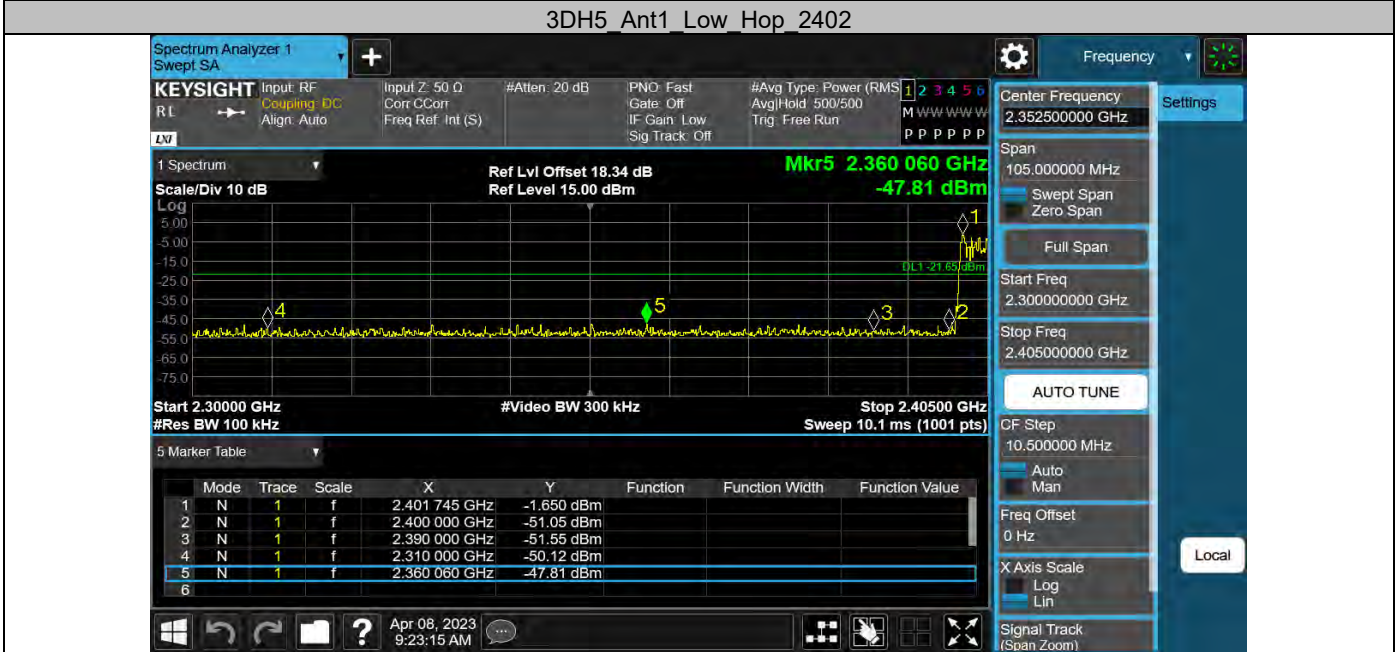 3DH5_Ant1_Low_Hop_2402
Spectrum Analyzer 1
Swept SA
+
Frequency
KEYSIGHT
RL
LXI
Input: RF
Coupling: DC
Align: Auto
Input Z: 50 Ω
Corr CCorr
Freq Ref: Int (S)
#Atten: 20 dB
PNO: Fast
Gate: Off
IF Gain: Low
Sig Track: Off
#Avg Type: Power (RMS
Avg|Hold: 500/500
Trig: Free Run
1 2 3 4 5 6
M W W W W W
P P P P P P
1 Spectrum
Scale/Div 10 dB
Ref Lvl Offset 18.34 dB
Ref Level 15.00 dBm
Mkr5 2.360 060 GHz
-47.81 dBm
Log
5.00
-5.00
-15.0
-25.0
-35.0
-45.0
-55.0
-65.0
-75.0
1
DL1 -21.65 dBm
4
5
3
2
Start 2.30000 GHz
#Video BW 300 kHz
Stop 2.40500 GHz
#Res BW 100 kHz
Sweep 10.1 ms (1001 pts)
5 Marker Table
Mode Trace Scale X Y Function Function Width Function Value
1 N 1 f 2.401 745 GHz -1.650 dBm
2 N 1 f 2.400 000 GHz -51.05 dBm
3 N 1 f 2.390 000 GHz -51.55 dBm
4 N 1 f 2.310 000 GHz -50.12 dBm
5 N 1 f 2.360 060 GHz -47.81 dBm
6
?
Apr 08, 2023
9:23:15 AM
Center Frequency
2.352500000 GHz
Settings
Span
105.000000 MHz
Swept Span
Zero Span
Full Span
Start Freq
2.300000000 GHz
Stop Freq
2.405000000 GHz
AUTO TUNE
CF Step
10.500000 MHz
Auto
Man
Freq Offset
0 Hz
Local
X Axis Scale
Log
Lin
Signal Track
(Span Zoom)